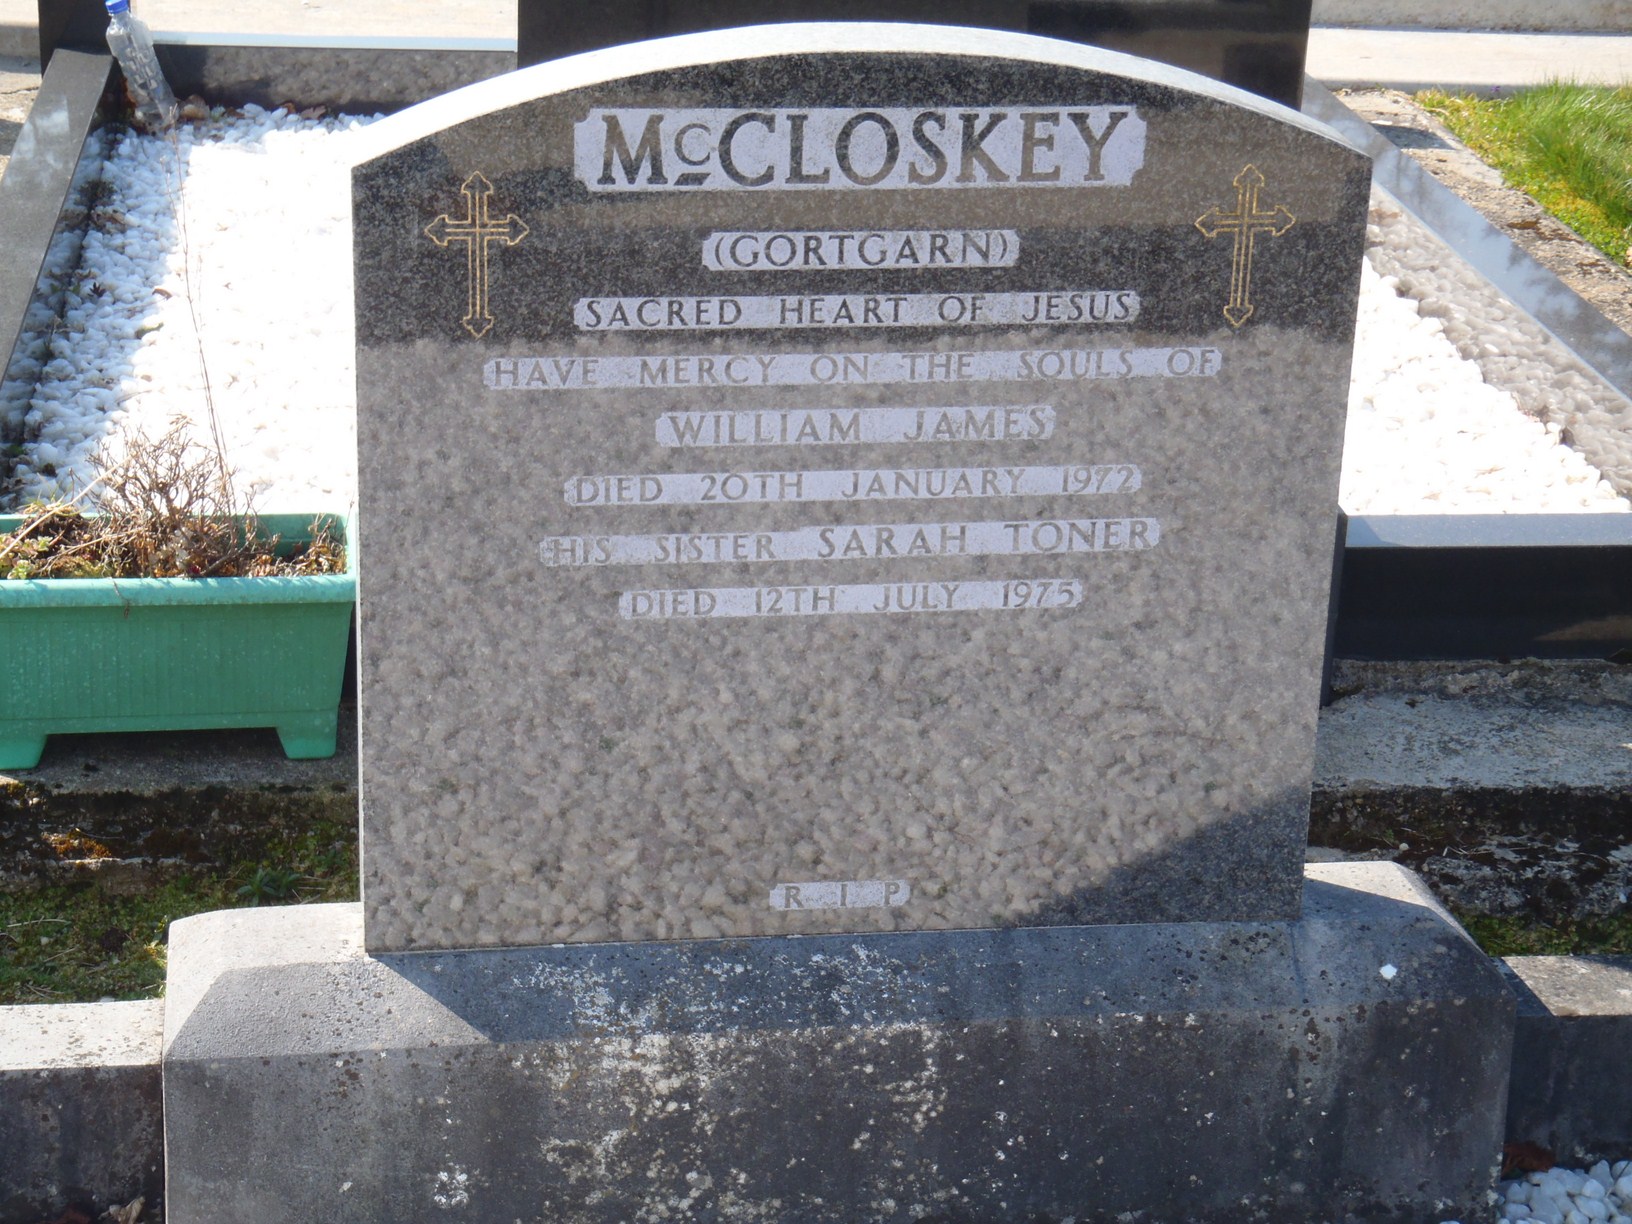 McCLOSKEY
(GORTGARN)
SACRED HEART OF JESUS
HAVE MERCY ON THE SOULS OF
WILLIAM JAMES
DIED 20TH JANUARY 1972
HIS SISTER SARAH TONER
DIED 12TH JULY 1975
R I P